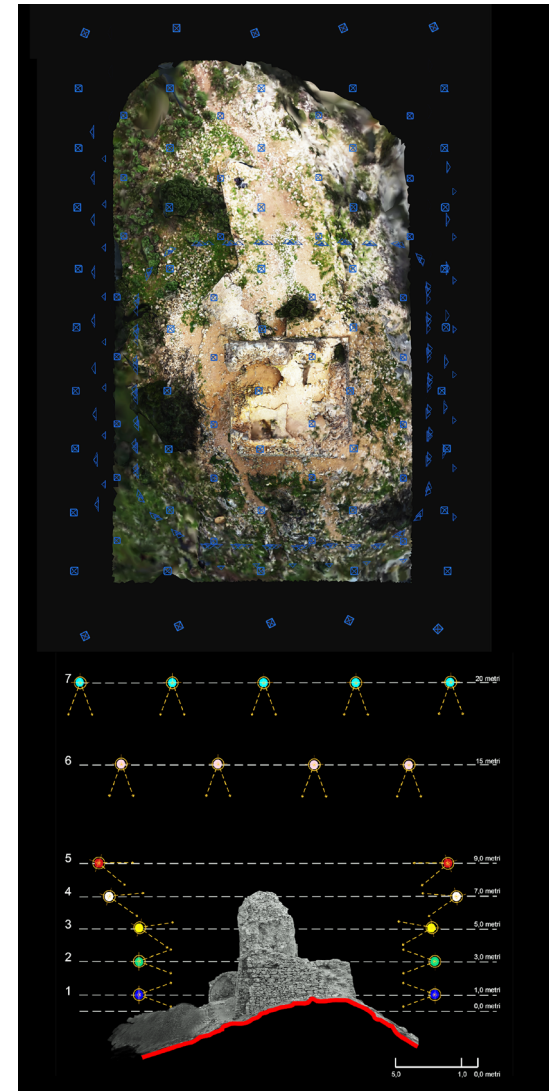 7 20 metri
6 15 metri
5 9,0 metri
4 7,0 metri
3 5,0 metri
2 3,0 metri
1 1,0 metri
0,0 metri
5,0 1,0 0,0 metri